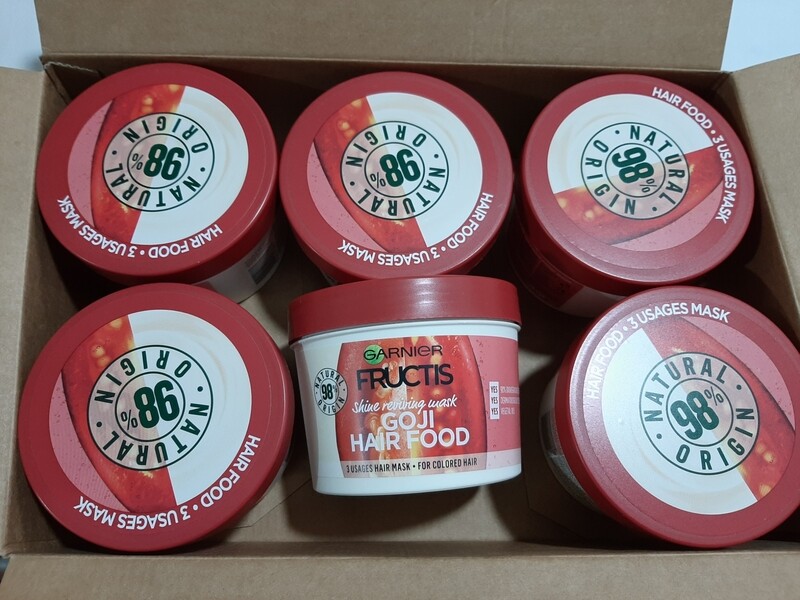 NATURAL ORIGIN
98%
HAIR FOOD • 3 USAGES MASK
NATURAL ORIGIN
98%
HAIR FOOD • 3 USAGES MASK
HAIR FOOD • 3 USAGES MASK
NATURAL ORIGIN
98%
NATURAL ORIGIN
98%
HAIR FOOD • 3 USAGES MASK
GARNIER
FRUCTIS
NATURAL
98%
ORIGIN
shine reviving mask
GOJI
HAIR FOOD
3 USAGES HAIR MASK • FOR COLORED HAIR
YES
YES
YES
HAIR FOOD • 3 USAGES MASK
NATURAL ORIGIN
98%